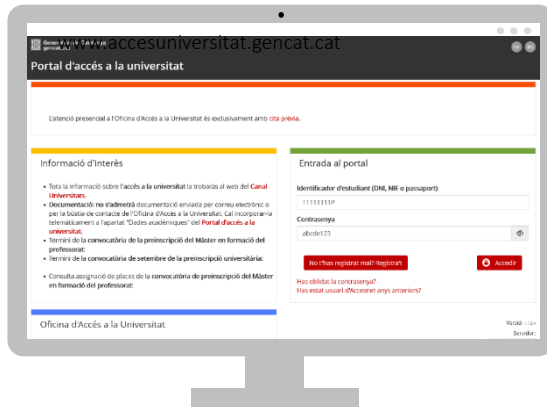 www.accesuniversitat.gencat.cat
Portal d'accés a la universitat
L'atenció presencial a l'Oficina d'Accés a la Universitat és exclusivament amb cita prèvia.
Informació d'Interès
• Tota la informació sobre l'accés a la universitat la trobaràs al web del Canal
Universitats.
• Documentació: no s'admetrà documentació enviada per correu electrònic o
per la bústia de contacte de l'Oficina d'Accés a la Universitat. Cal incorporar-la
telemàticament a l'apartat "Dades acadèmiques" del Portal d'accés a la
universitat.
• Termini de la convocatòria de la preinscripció del Màster en formació del
professorat:
• Termini de la convocatòria de setembre de la preinscripció universitària:
• Consulta assignació de places de la convocatòria de preinscripció del Màster
en formació del professorat:
Oficina d'Accés a la Universitat
Entrada al portal
Identificador d'estudiant (DNI, NIE o passaport)
11111111P
Contrasenya
abcde123
No t'has registrat mai? Registra't
Accedir
Has oblidat la contrasenya?
Has estat usuari d'Accesnet anys anteriors?
Versió
Servidor: